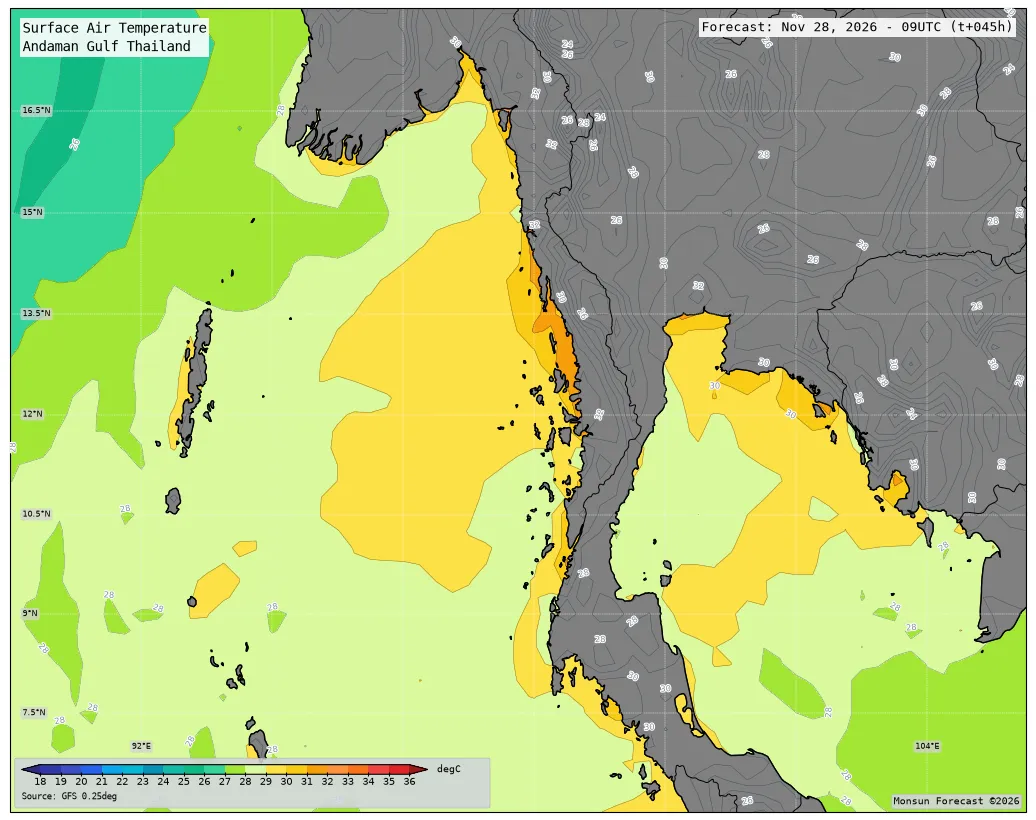 Surface Air Temperature
Andaman Gulf Thailand
Forecast: Nov 28, 2026 - 09UTC (t+045h)
16.5°N
15°N
13.5°N
12°N
10.5°N
9°N
7.5°N
92°E
104°E
18 19 20 21 22 23 24 25 26 27 28 29 30 31 32 33 34 35 36
degC
Source: GFS 0.25deg
Monsun Forecast ©2026